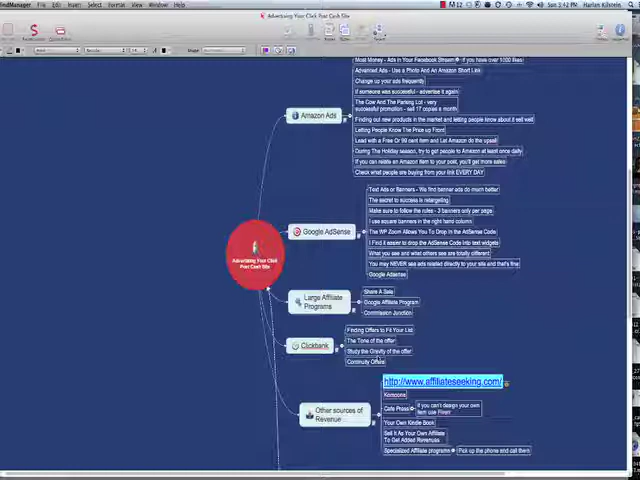 MindManager File Edit Insert Select Format View Window Help
Sun 5:42 PM Harlan Kilstein
Advertising Your Click Post Cash Site
Most Money - Ads in Your Facebook Stream
if you have over 1000 likes
Advanced Ads - Use a Photo And An Amazon Short Link
Change up your ads frequently
If someone was successful - advertise it again
The Cow And The Parking Lot - very
successful promotion - sell 17 copies a month
Finding out new products in the market and letting people know about it sell well
Letting People Know The Price up Front
Lead with a Free Or 99 cent item and Let Amazon do the upsell
During The Holiday season, try to get people to Amazon at least once daily
If you can relate an Amazon item to your post, you'll get more sales
Check what people are buying from your link EVERY DAY
Amazon Ads
Text Ads or Banners - We find banner ads do much better
The secret to success is retargeting
Make sure to follow the rules - 3 banners only per page
I use square banners in the right hand column
The WP Zoom Allows You To Drop in the AdSense Code
I find it easier to drop the AdSense Code into text widgets
What you see and what others see are totally different
You may NEVER see ads related directly to your site and that's fine
Google Adsense
Google AdSense
Advertising Your Click
Post Cash Site
Large Affiliate
Programs
Share A Sale
Google Affiliate Program
Commission Junction
Clickbank
Finding Offers to Fit Your List
The Tone of the offer
Study the Gravity of the offer
Continuity Offers
Other sources of
Revenue
http://www.affiliateseeking.com/
Kompoons
Cafe Press
if you can't design your own
item use Fiverr
Your Own Kindle Book
Sell It As Your Own Affiliate
To Get Added Revenues
Specialized Affiliate programs
Pick up the phone and call them